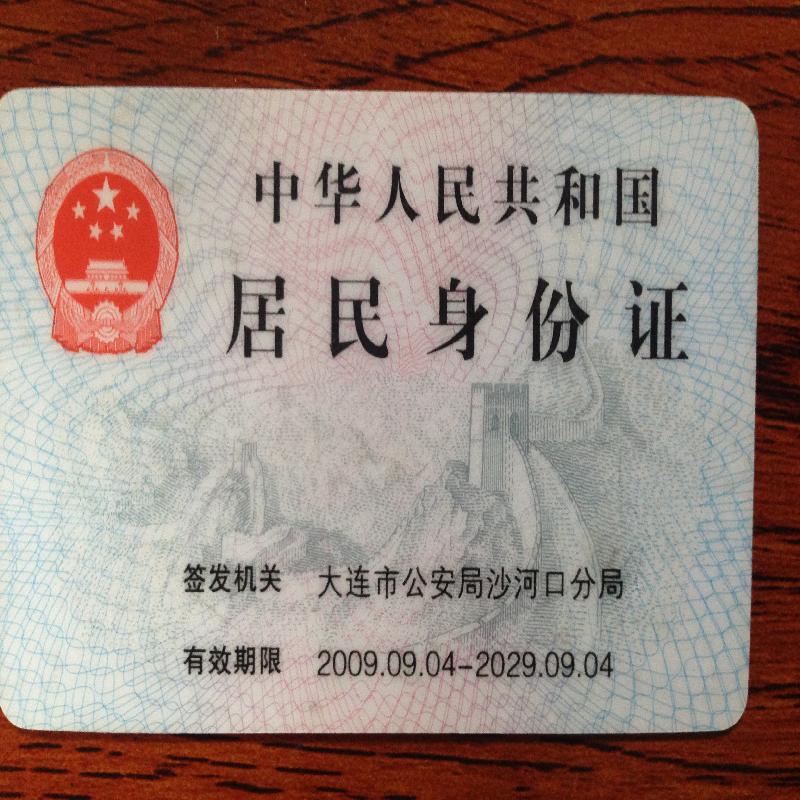 中华人民共和国
居民身份证
签发机关 大连市公安局沙河口分局
有效期限 2009.09.04-2029.09.04